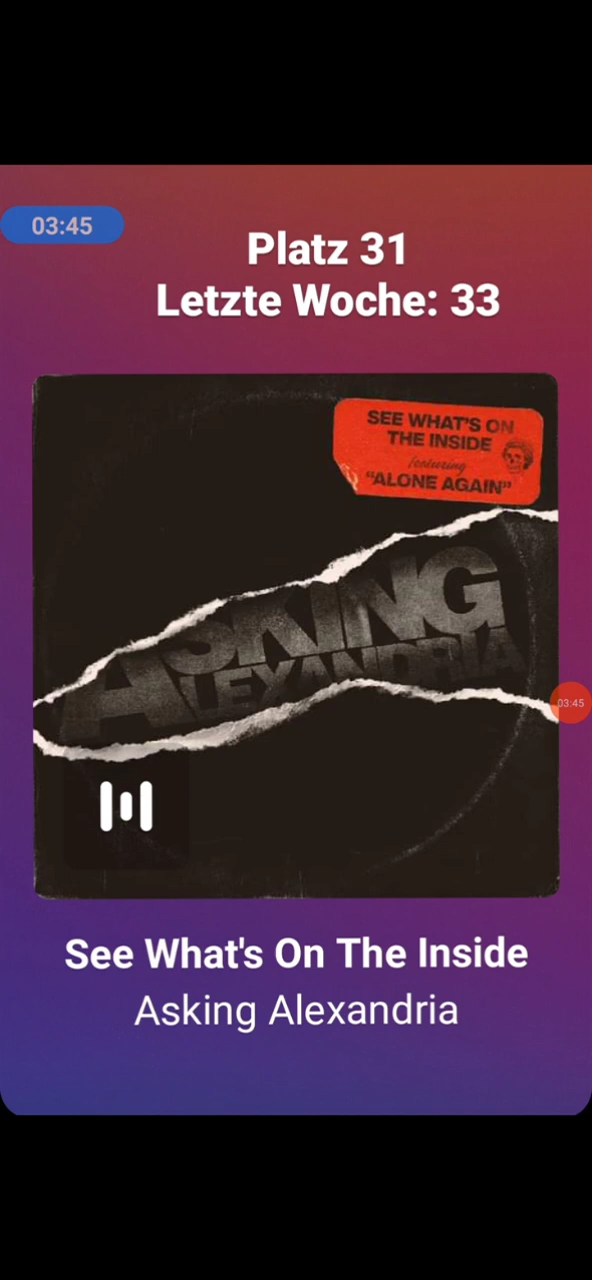 03:45
Platz 31
Letzte Woche: 33
SEE WHAT'S ON
THE INSIDE
featuring
"ALONE AGAIN"
ASKING
ALEXANDRIA
03:45
See What's On The Inside
Asking Alexandria